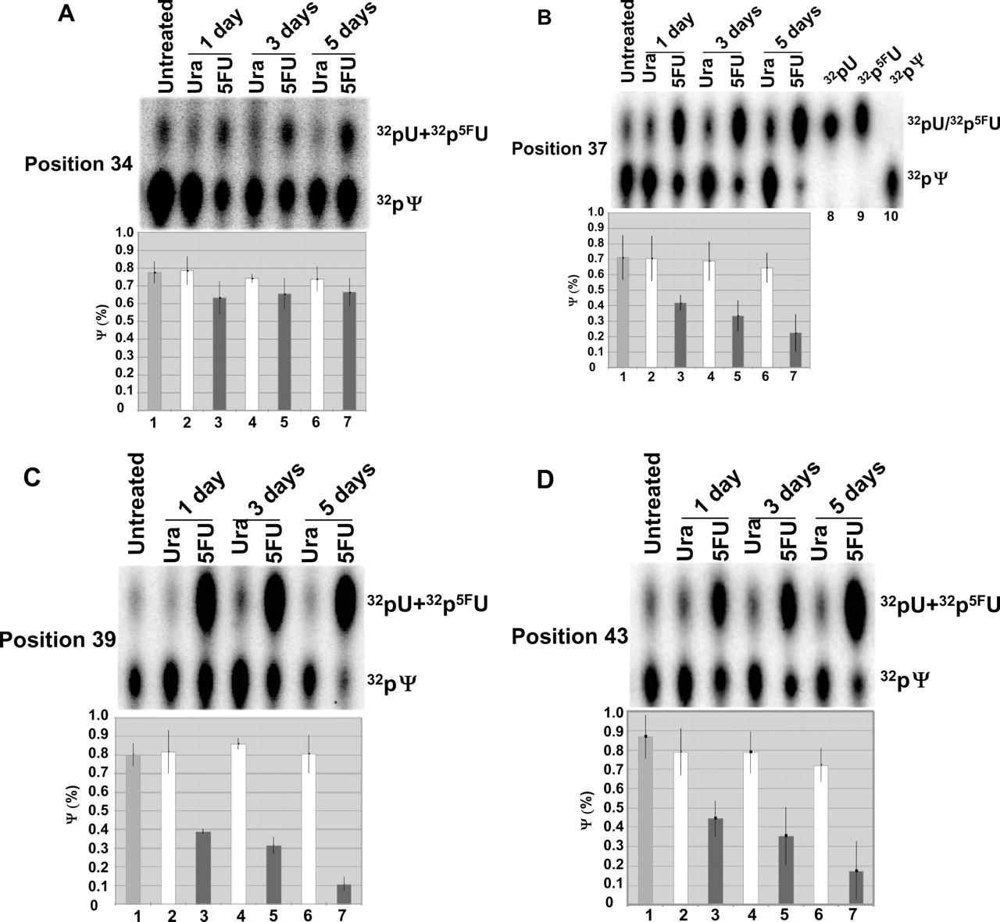 A
Untreated
1 day
3 days
5 days
Ura
5FU
Ura
5FU
Ura
5FU
Position 34
32pU+32p5FU
32pΨ
Ψ (%)
1.0
0.9
0.8
0.7
0.6
0.5
0.4
0.3
0.2
0.1
0
1 2 3 4 5 6 7
B
Untreated
1 day
3 days
5 days
Ura
5FU
Ura
5FU
Ura
5FU
32pU
32p5FU
32pΨ
Position 37
32pU/32p5FU
32pΨ
8 9 10
Ψ (%)
1.0
0.9
0.8
0.7
0.6
0.5
0.4
0.3
0.2
0.1
0
1 2 3 4 5 6 7
C
Untreated
1 day
3 days
5 days
Ura
5FU
Ura
5FU
Ura
5FU
Position 39
32pU+32p5FU
32pΨ
Ψ (%)
1.0
0.9
0.8
0.7
0.6
0.5
0.4
0.3
0.2
0.1
0
1 2 3 4 5 6 7
D
Untreated
1 day
3 days
5 days
Ura
5FU
Ura
5FU
Ura
5FU
Position 43
32pU+32p5FU
32pΨ
Ψ (%)
1.0
0.9
0.8
0.7
0.6
0.5
0.4
0.3
0.2
0.1
0
1 2 3 4 5 6 7